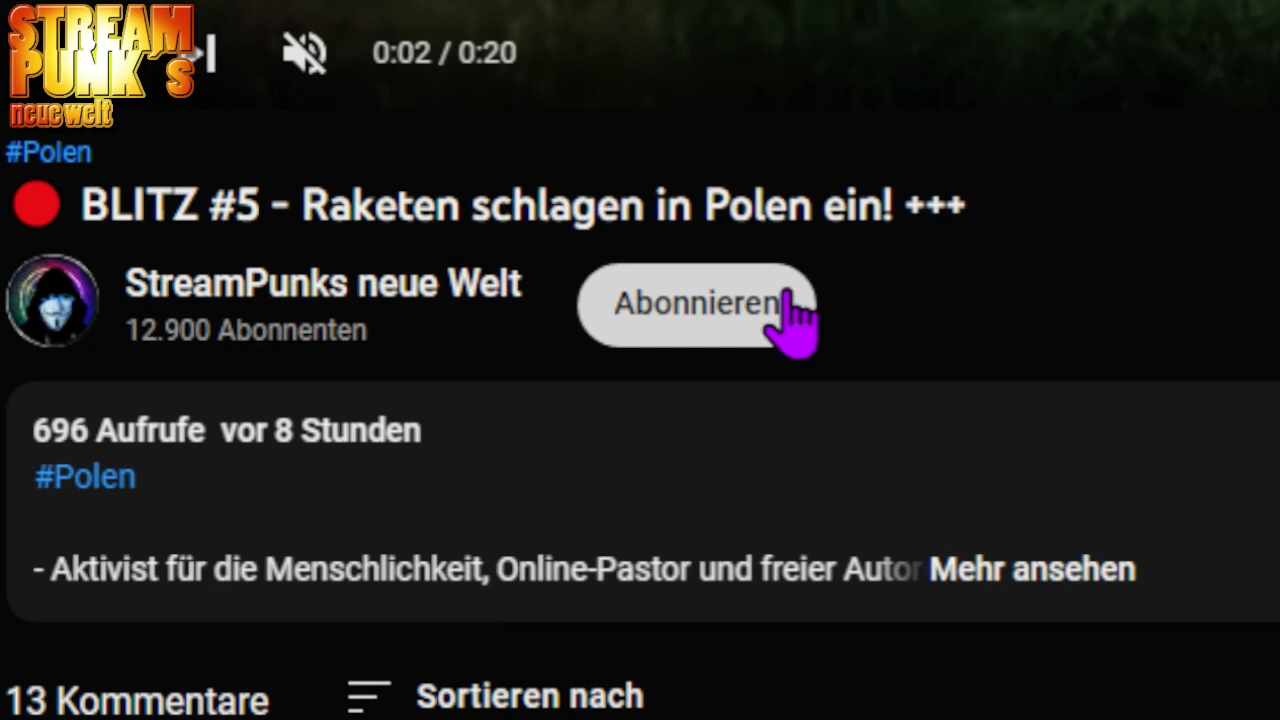 STREAM
PUNK´s
neue welt
0:02 / 0:20
#Polen
BLITZ #5 - Raketen schlagen in Polen ein! +++
StreamPunks neue Welt
12.900 Abonnenten
Abonnieren
696 Aufrufe vor 8 Stunden
#Polen
- Aktivist für die Menschlichkeit, Online-Pastor und freier Autor Mehr ansehen
13 Kommentare
Sortieren nach